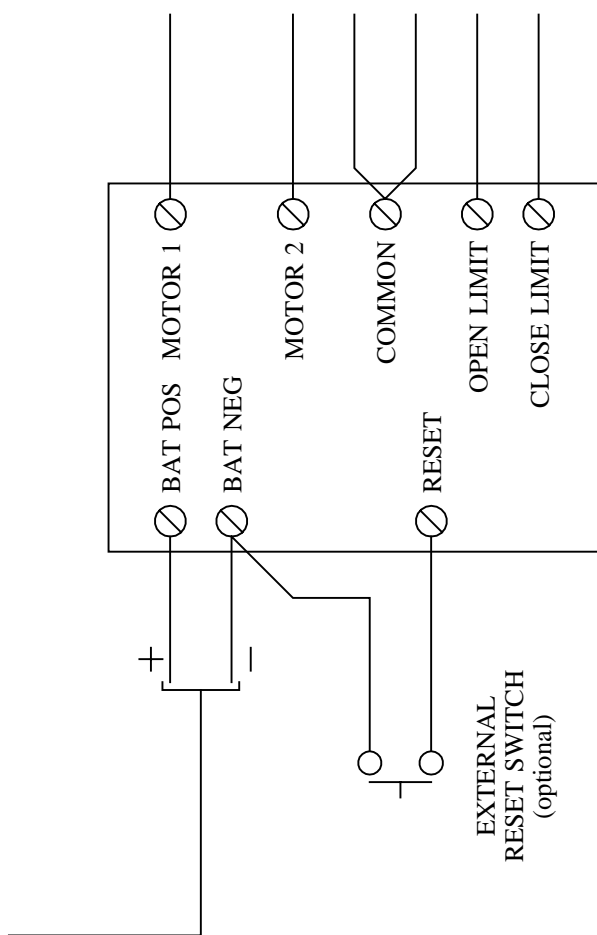 MOTOR 1
MOTOR 2
COMMON
OPEN LIMIT
CLOSE LIMIT
BAT POS
BAT NEG
RESET
+
–
EXTERNAL
RESET SWITCH
(optional)